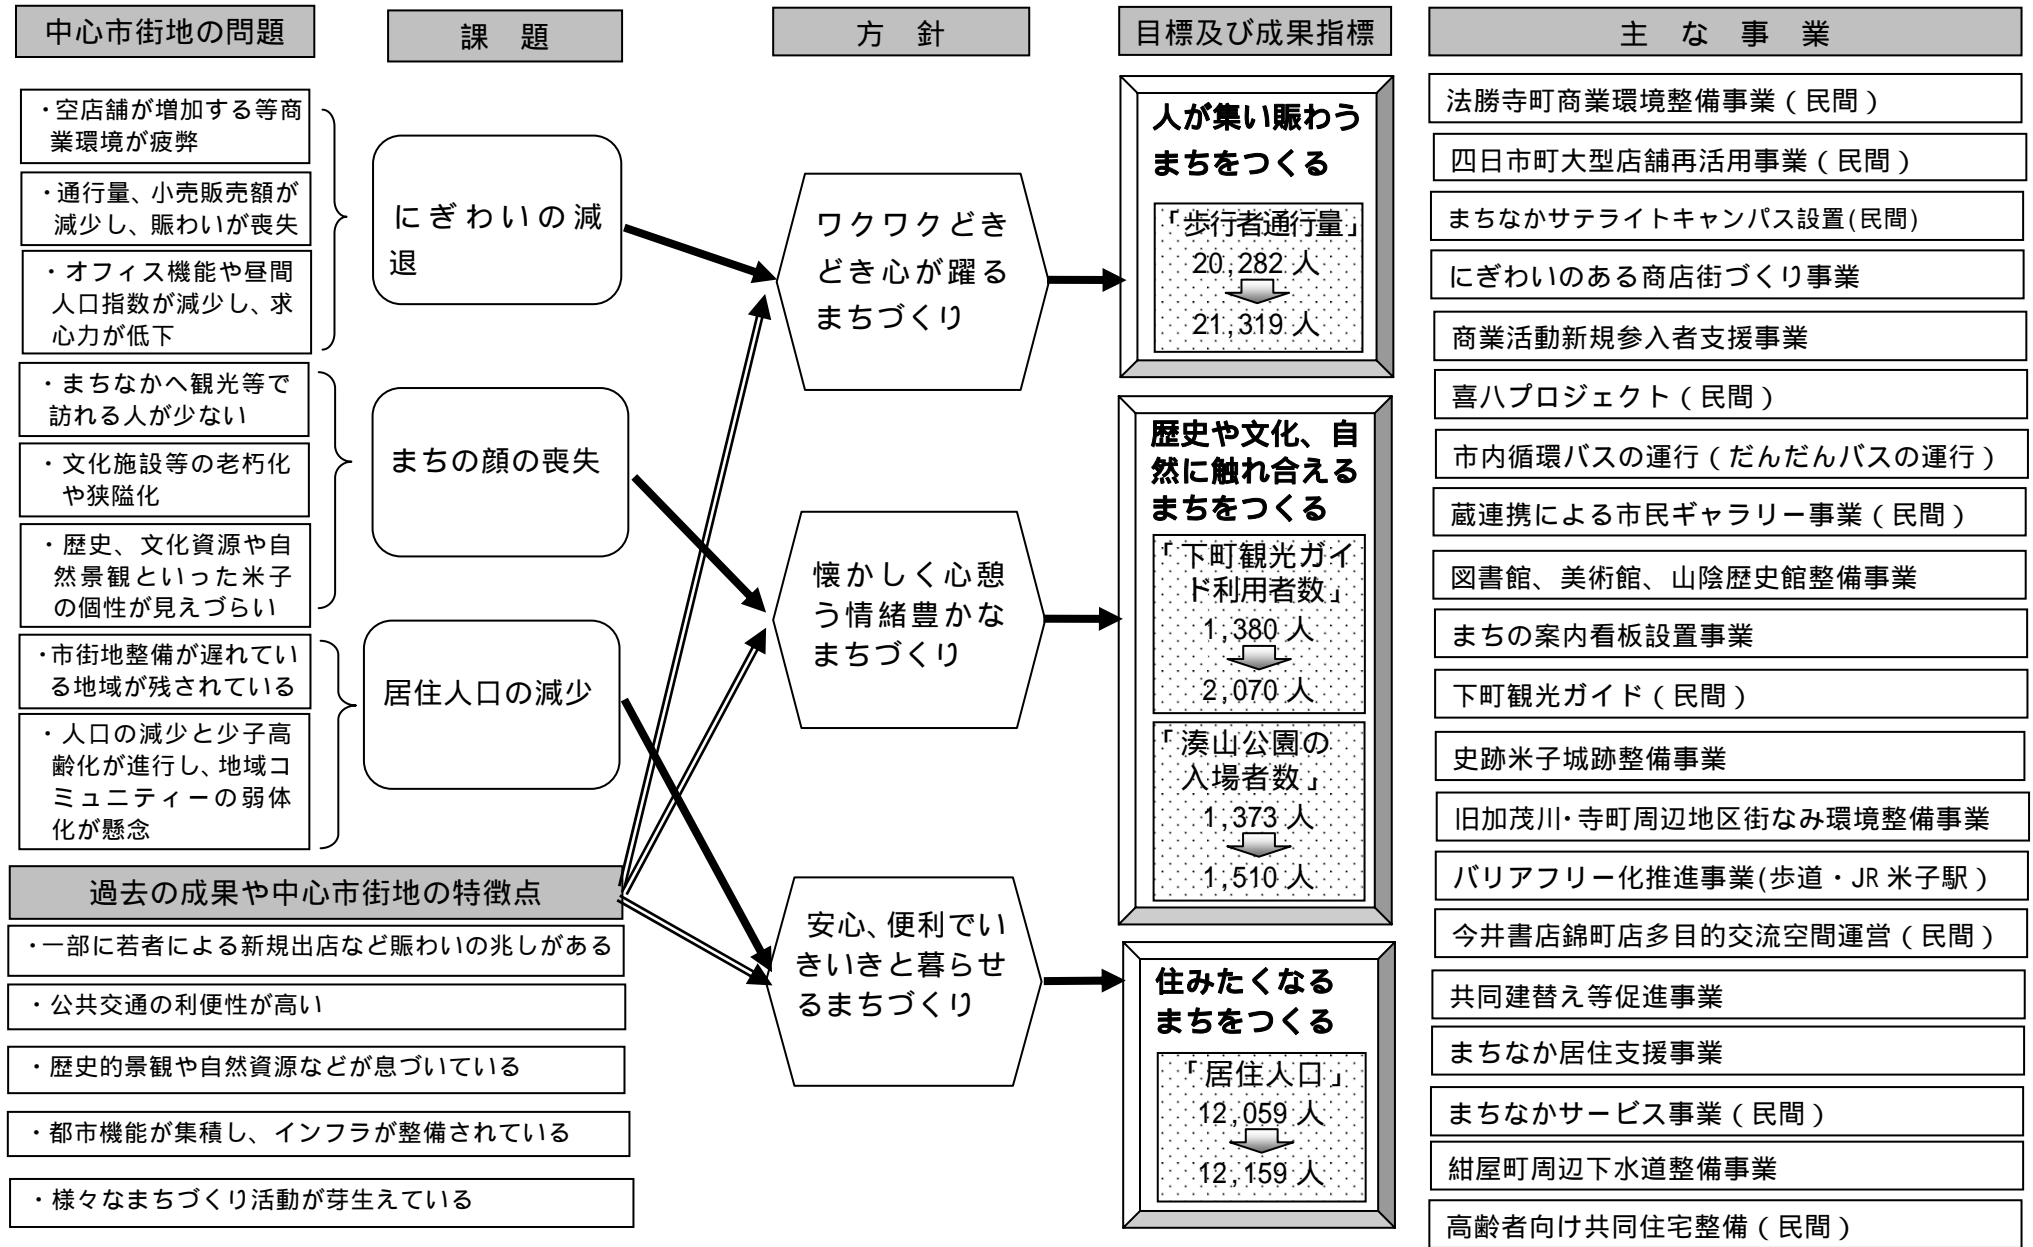 中心市街地の問題
・空店舗が増加する等商
業環境が疲弊
・通行量、小売販売額が
減少し、賑わいが喪失
・オフィス機能や昼間
人口指数が減少し、求
心力が低下
・まちなかへ観光等で
訪れる人が少ない
・文化施設等の老朽化
や狭隘化
・歴史、文化資源や自
然景観といった米子
の個性が見えづらい
・市街地整備が遅れてい
る地域が残されている
・人口の減少と少子高
齢化が進行し、地域コ
ミュニティーの弱体
化が懸念
過去の成果や中心市街地の特徴点
・一部に若者による新規出店など賑わいの兆しがある
・公共交通の利便性が高い
・歴史的景観や自然資源などが息づいている
・都市機能が集積し、インフラが整備されている
・様々なまちづくり活動が芽生えている
課　題
にぎわいの減
退
まちの顔の喪失
居住人口の減少
方　針
ワクワクどき
どき心が躍る
まちづくり
懐かしく心憩
う情緒豊かな
まちづくり
安心、便利でい
きいきと暮らせ
るまちづくり
目標及び成果指標
人が集い賑わう
まちをつくる
「歩行者通行量」
20,282 人
21,319 人
歴史や文化、自
然に触れ合える
まちをつくる
「下町観光ガイ
ド利用者数」
1,380 人
2,070 人
「湊山公園の
入場者数」
1,373 人
1,510 人
住みたくなる
まちをつくる
「居住人口」
12,059 人
12,159 人
主　な　事　業
法勝寺町商業環境整備事業（民間）
四日市町大型店舗再活用事業（民間）
まちなかサテライトキャンパス設置(民間)
にぎわいのある商店街づくり事業
商業活動新規参入者支援事業
喜八プロジェクト（民間）
市内循環バスの運行（だんだんバスの運行）
蔵連携による市民ギャラリー事業（民間）
図書館、美術館、山陰歴史館整備事業
まちの案内看板設置事業
下町観光ガイド（民間）
史跡米子城跡整備事業
旧加茂川・寺町周辺地区街なみ環境整備事業
バリアフリー化推進事業(歩道・JR 米子駅）
今井書店錦町店多目的交流空間運営（民間）
共同建替え等促進事業
まちなか居住支援事業
まちなかサービス事業（民間）
紺屋町周辺下水道整備事業
高齢者向け共同住宅整備（民間）